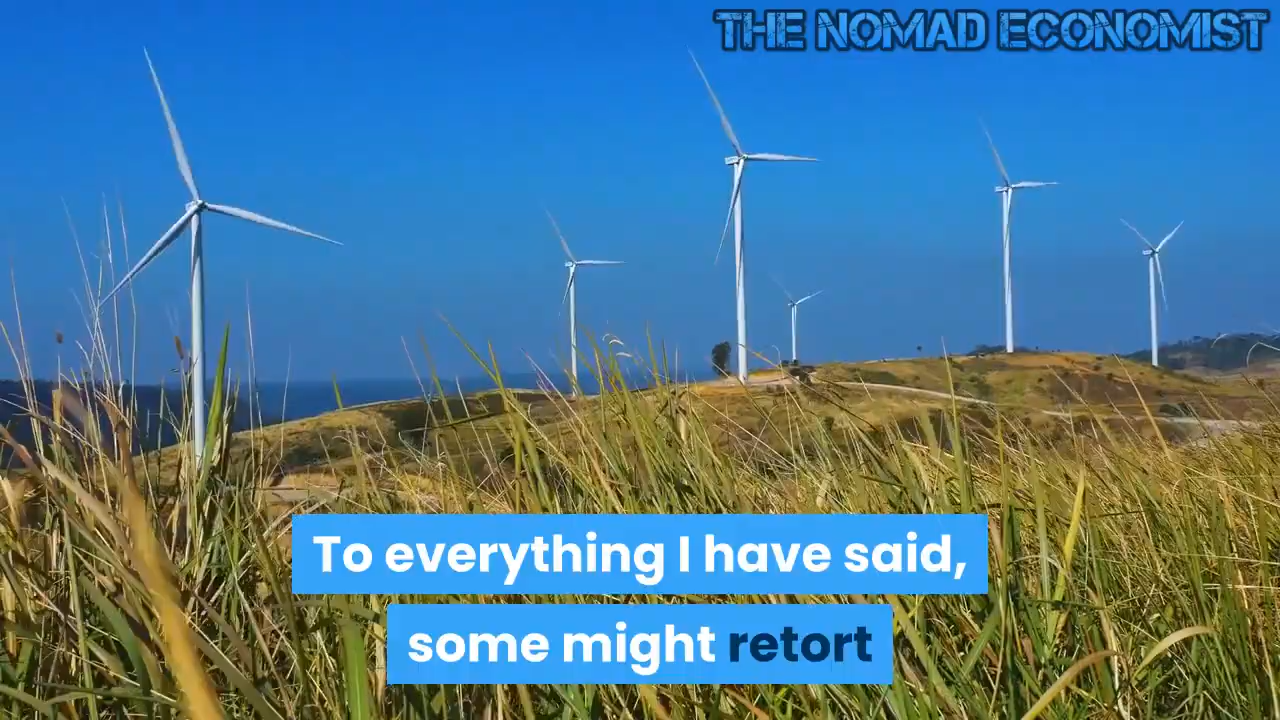 THE NOMAD ECONOMIST
To everything I have said,
some might retort